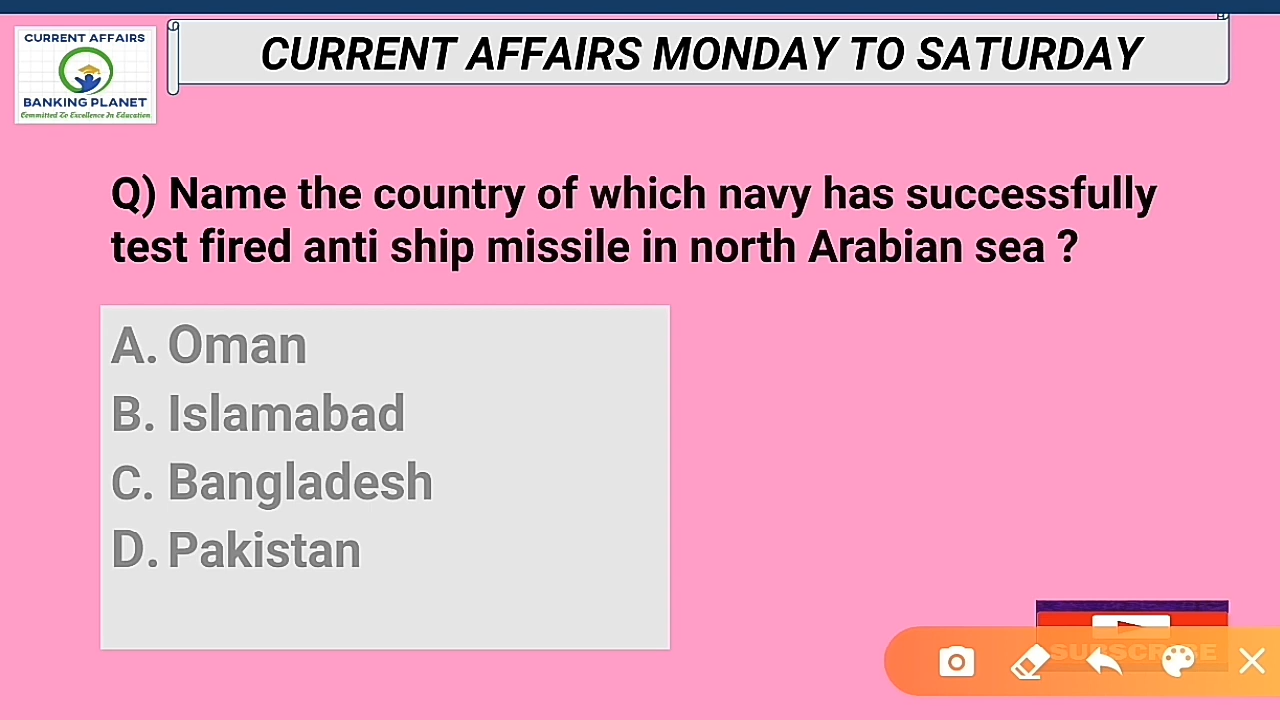 CURRENT AFFAIRS
BANKING PLANET
Committed To Excellence In Education
CURRENT AFFAIRS MONDAY TO SATURDAY
Q) Name the country of which navy has successfully
test fired anti ship missile in north Arabian sea ?
A. Oman
B. Islamabad
C. Bangladesh
D. Pakistan
SUBSCRIBE